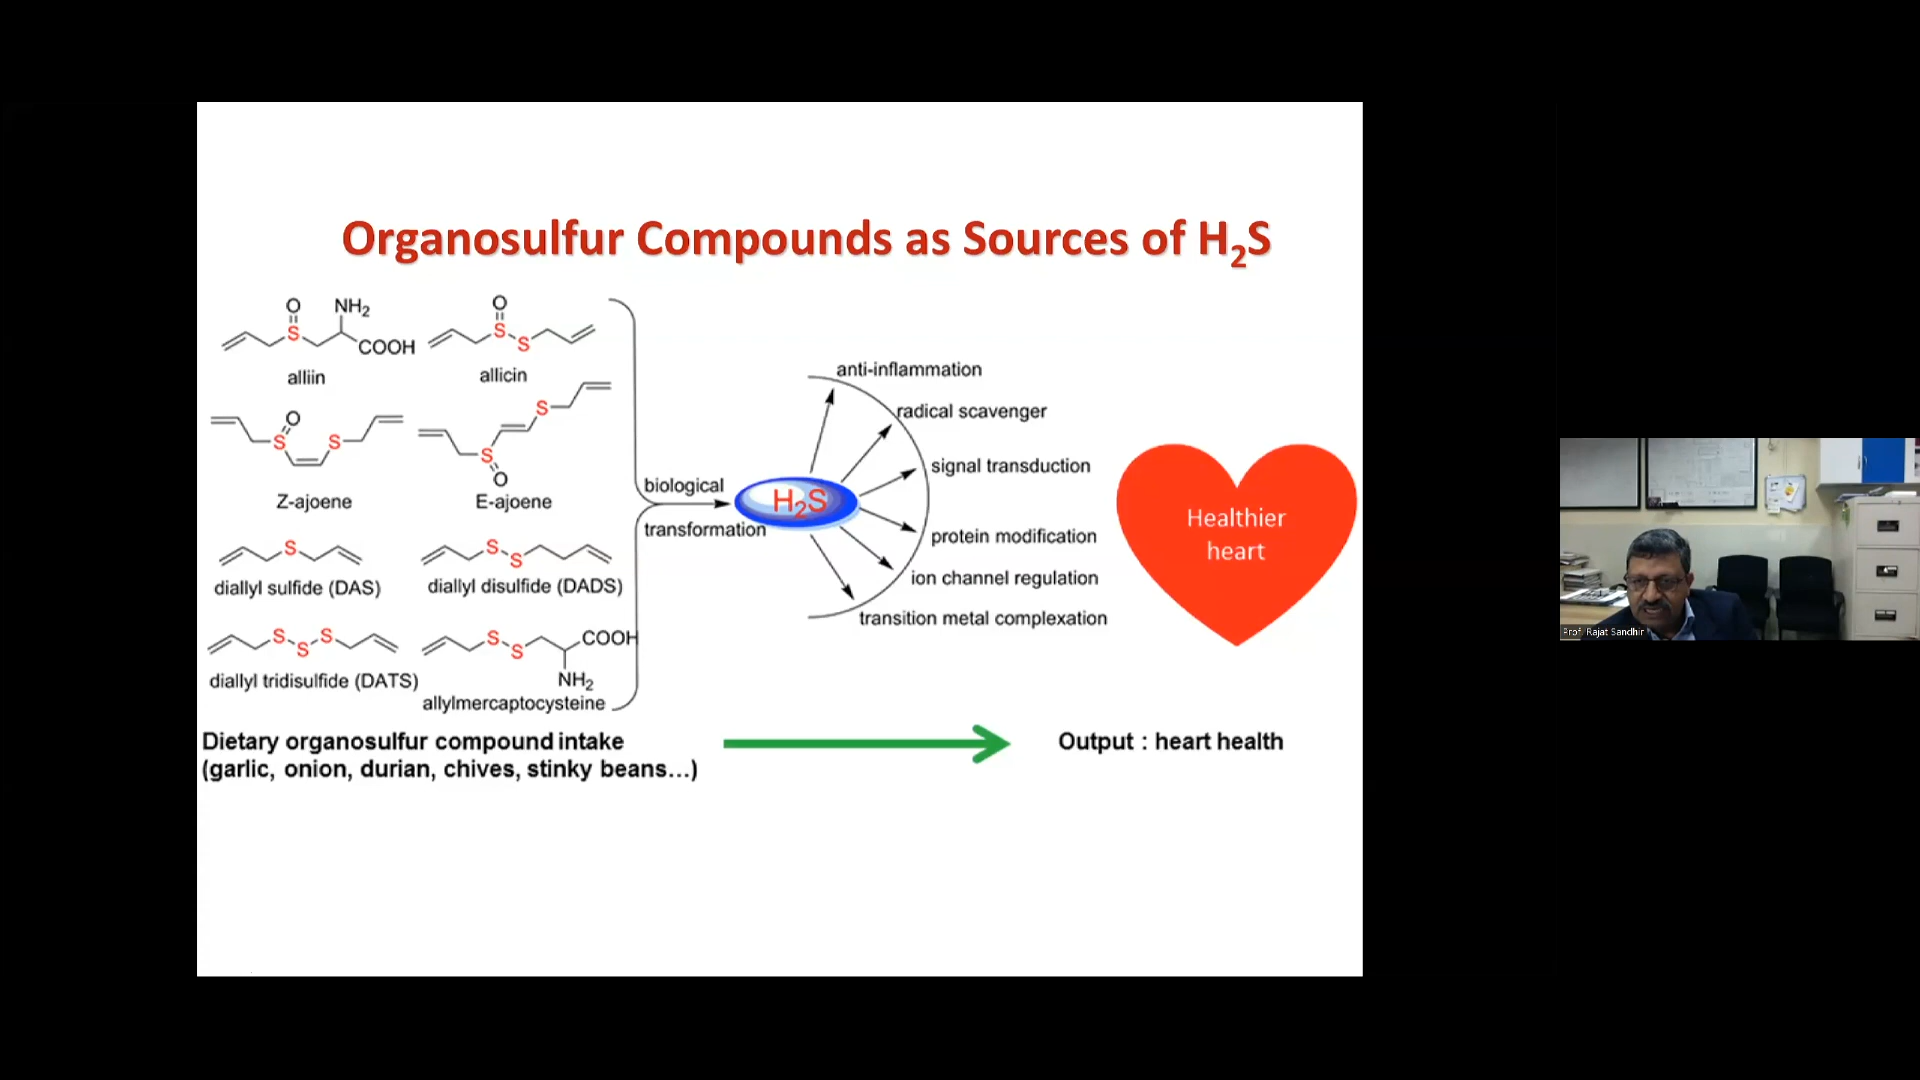 Organosulfur Compounds as Sources of H₂S
O
NH₂
S
COOH
alliin
O
S
S
allicin
O
S
S
Z-ajoene
S
S
O
E-ajoene
S
diallyl sulfide (DAS)
S
S
diallyl disulfide (DADS)
S
S
S
diallyl tridisulfide (DATS)
S
S
COOH
NH₂
allylmercaptocysteine
biological
transformation
H₂S
anti-inflammation
radical scavenger
signal transduction
protein modification
ion channel regulation
transition metal complexation
Healthier
heart
Dietary organosulfur compound intake
(garlic, onion, durian, chives, stinky beans...)
Output : heart health
Prof. Rajat Sandhir